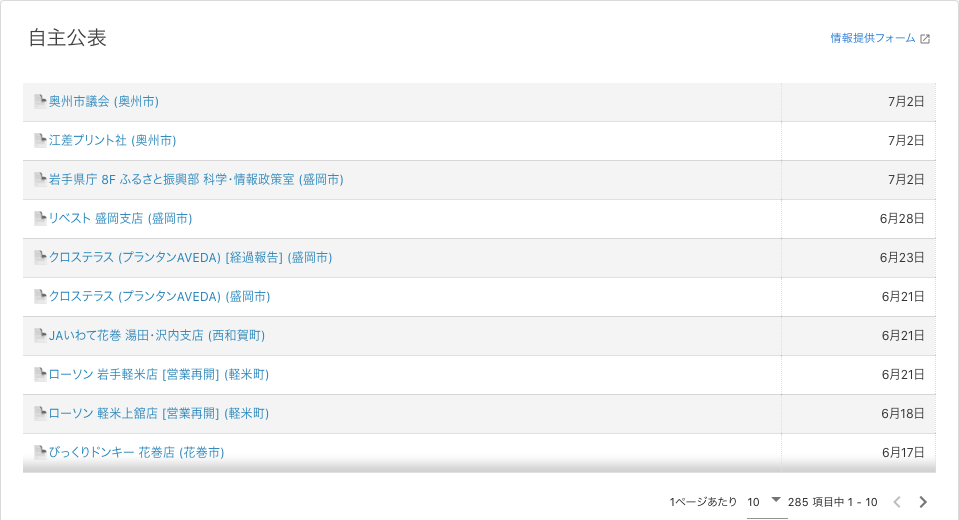 自主公表
情報提供フォーム
奥州市議会 (奥州市) 7月2日
江差プリント社 (奥州市) 7月2日
岩手県庁 8F ふるさと振興部 科学・情報政策室 (盛岡市) 7月2日
リベスト 盛岡支店 (盛岡市) 6月28日
クロステラス (プランタンAVEDA) [経過報告] (盛岡市) 6月23日
クロステラス (プランタンAVEDA) (盛岡市) 6月21日
JAいわて花巻 湯田・沢内支店 (西和賀町) 6月21日
ローソン 岩手軽米店 [営業再開] (軽米町) 6月21日
ローソン 軽米上舘店 [営業再開] (軽米町) 6月18日
びっくりドンキー 花巻店 (花巻市) 6月17日
1ページあたり 10 285 項目中 1 - 10